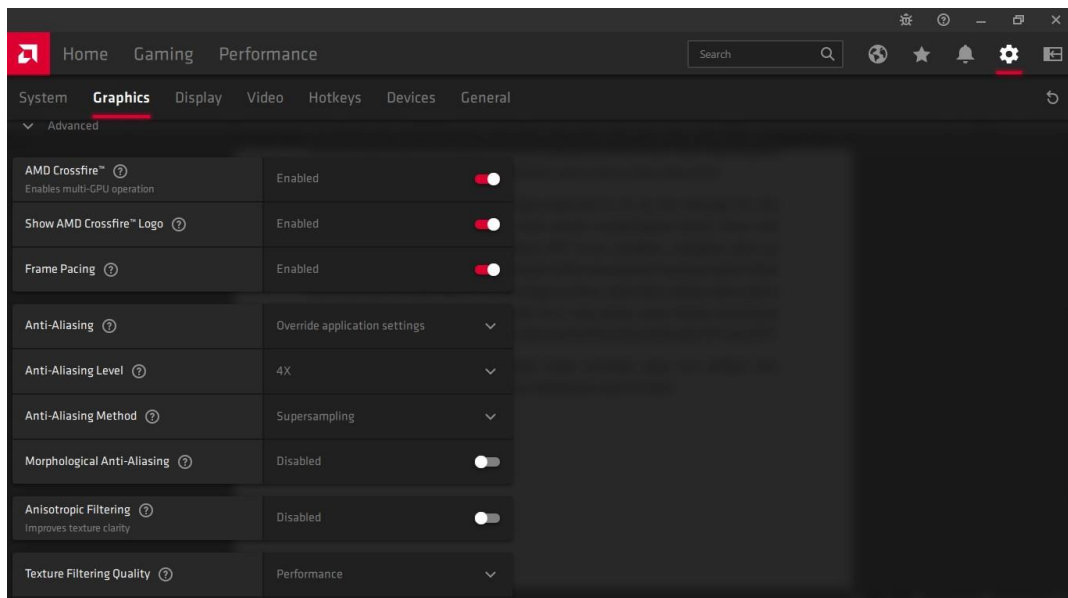 Home Gaming Performance
Search
System Graphics Display Video Hotkeys Devices General
Advanced
AMD Crossfire™
Enables multi-GPU operation
Enabled
Show AMD Crossfire™ Logo
Enabled
Frame Pacing
Enabled
Anti-Aliasing
Override application settings
Anti-Aliasing Level
4X
Anti-Aliasing Method
Supersampling
Morphological Anti-Aliasing
Disabled
Anisotropic Filtering
Improves texture clarity
Disabled
Texture Filtering Quality
Performance